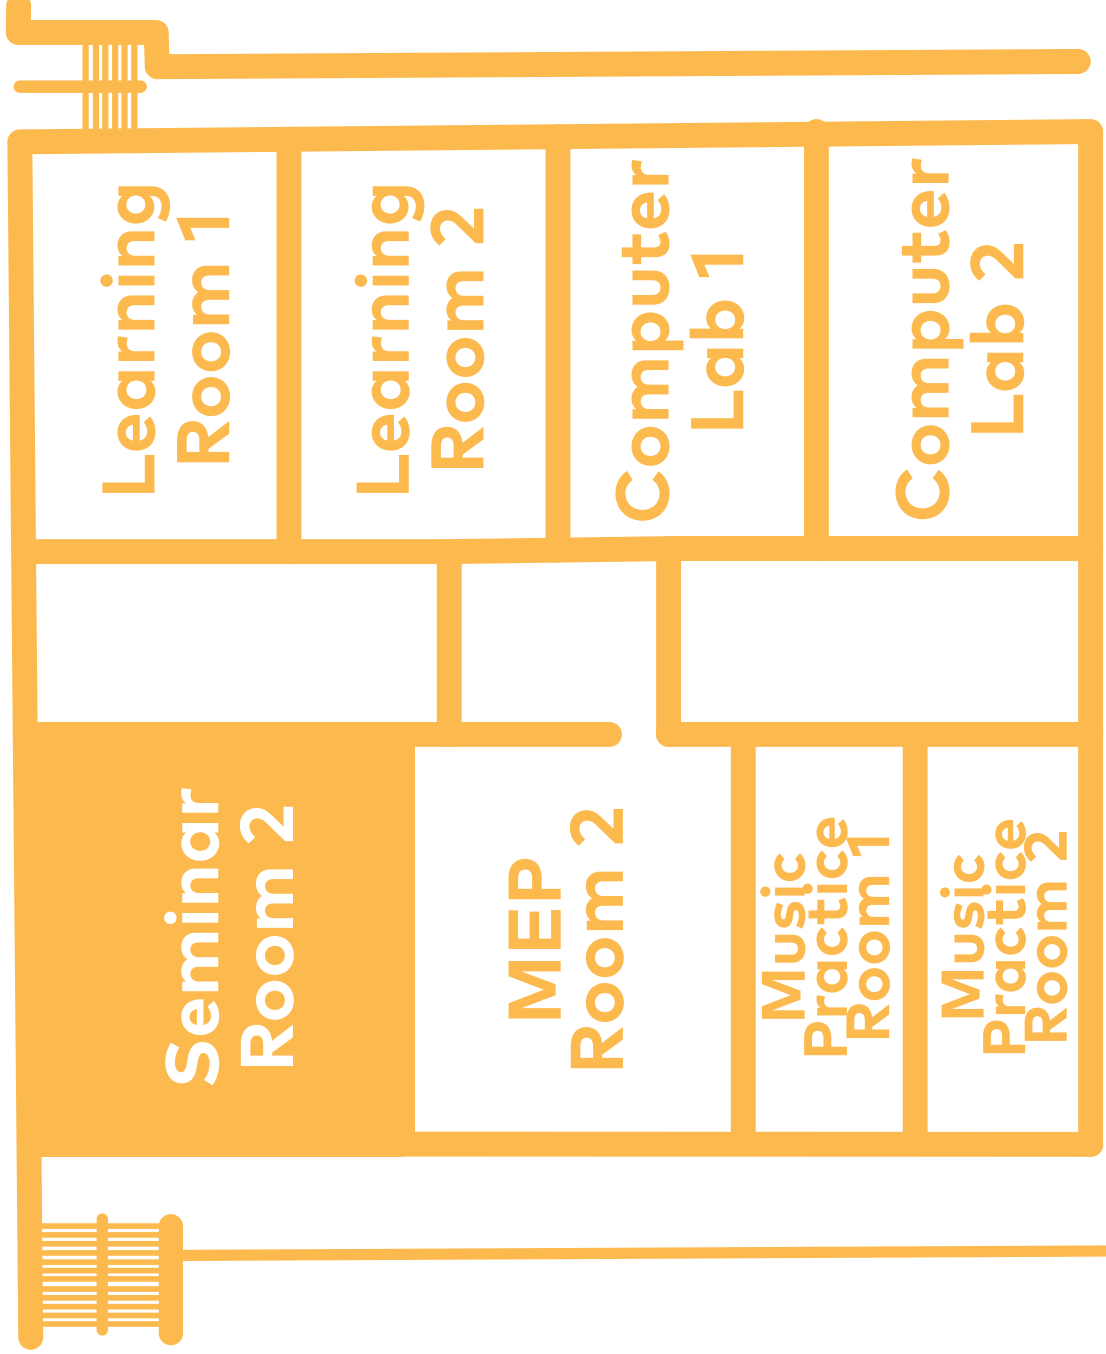 Learning
Room 1
Learning
Room 2
Computer
Lab 1
Computer
Lab 2
Seminar
Room 2
MEP
Room 2
Music
Practice
Room 1
Music
Practice
Room 2